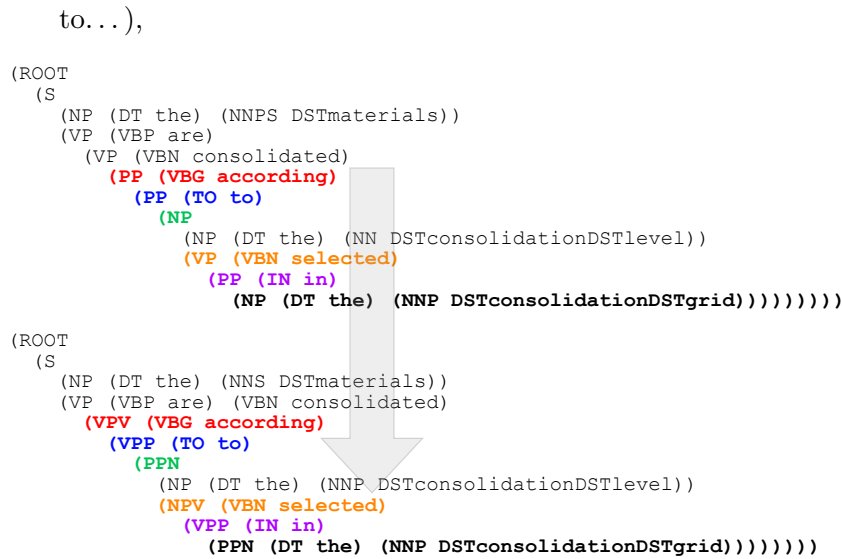 to. . . ),
(ROOT
  (S
    (NP (DT the) (NNPS DSTmaterials))
    (VP (VBP are)
      (VP (VBN consolidated)
        (PP (VBG according)
          (PP (TO to)
            (NP
              (NP (DT the) (NN DSTconsolidationDSTlevel))
              (VP (VBN selected)
                (PP (IN in)
                  (NP (DT the) (NNP DSTconsolidationDSTgrid)))))))))
(ROOT
  (S
    (NP (DT the) (NNS DSTmaterials))
    (VP (VBP are) (VBN consolidated)
      (VPV (VBG according)
        (VPP (TO to)
          (PPN
            (NP (DT the) (NNP DSTconsolidationDSTlevel))
            (NPV (VBN selected)
              (VPP (IN in)
                (PPN (DT the) (NNP DSTconsolidationDSTgrid))))))))